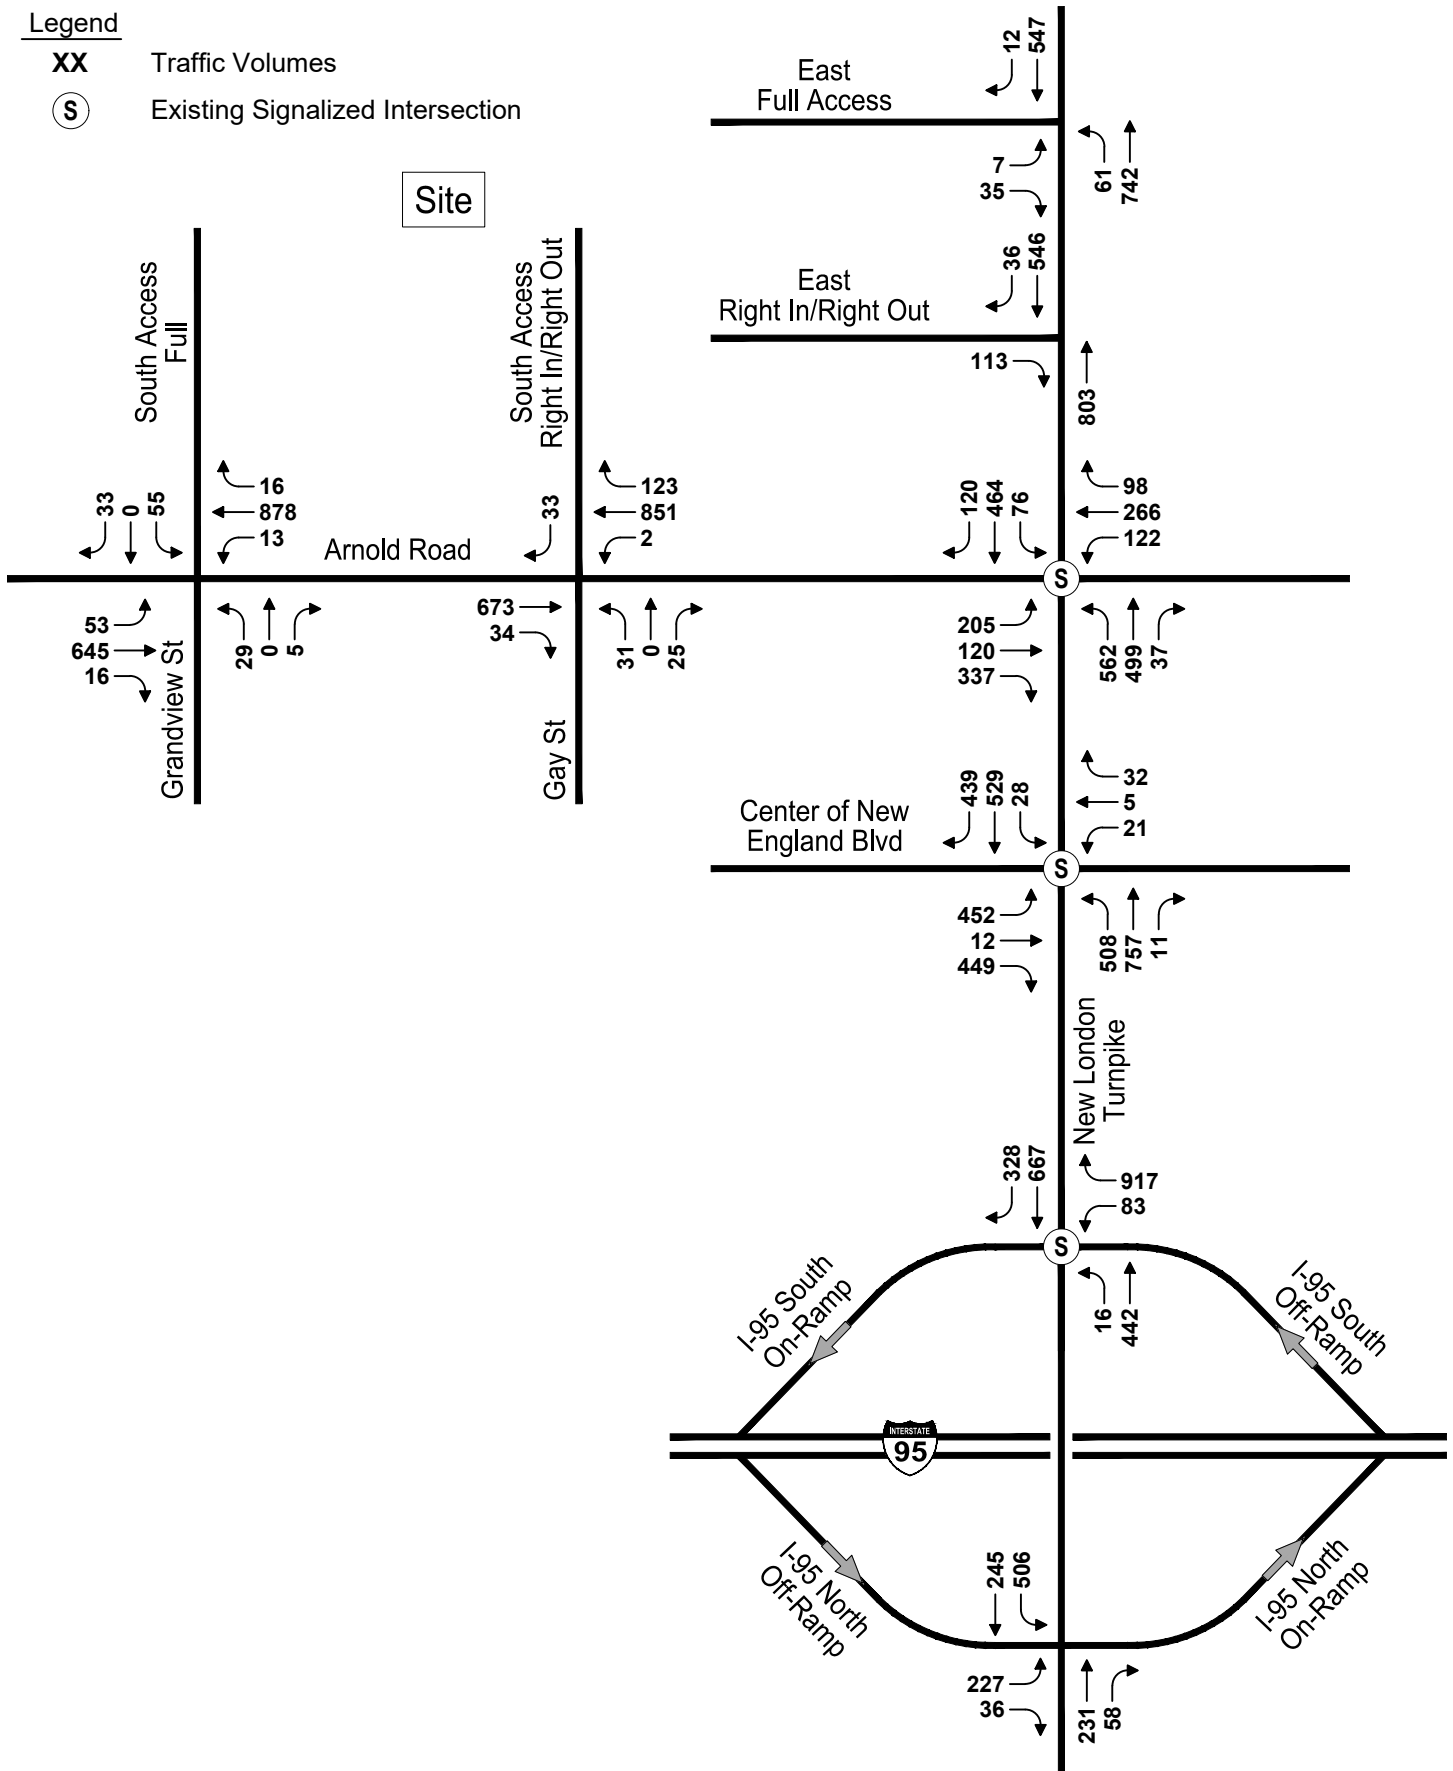 Legend
XX Traffic Volumes
S Existing Signalized Intersection
Site
East
Full Access
12
547
7
35
61
742
East
Right In/Right Out
36
546
113
803
South Access
Full
South Access
Right In/Right Out
33
0
55
16
878
13
Arnold Road
33
123
851
2
120
464
76
98
266
122
S
53
645
16
29
0
5
673
34
31
0
25
205
120
337
562
499
37
Grandview St
Gay St
Center of New
England Blvd
439
529
28
32
5
21
S
452
12
449
508
757
11
New London
Turnpike
328
667
917
83
S
16
442
I-95 South
On-Ramp
I-95 South
Off-Ramp
INTERSTATE
95
I-95 North
Off-Ramp
I-95 North
On-Ramp
245
506
227
36
231
58